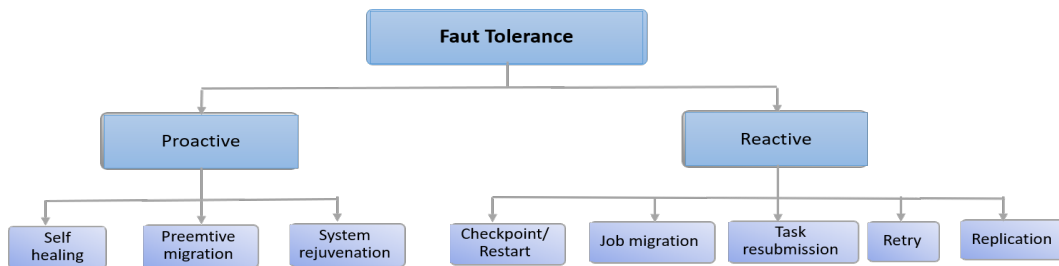 Faut Tolerance
Proactive
Reactive
Self
healing
Preemtive
migration
System
rejuvenation
Checkpoint/
Restart
Job migration
Task
resubmission
Retry
Replication